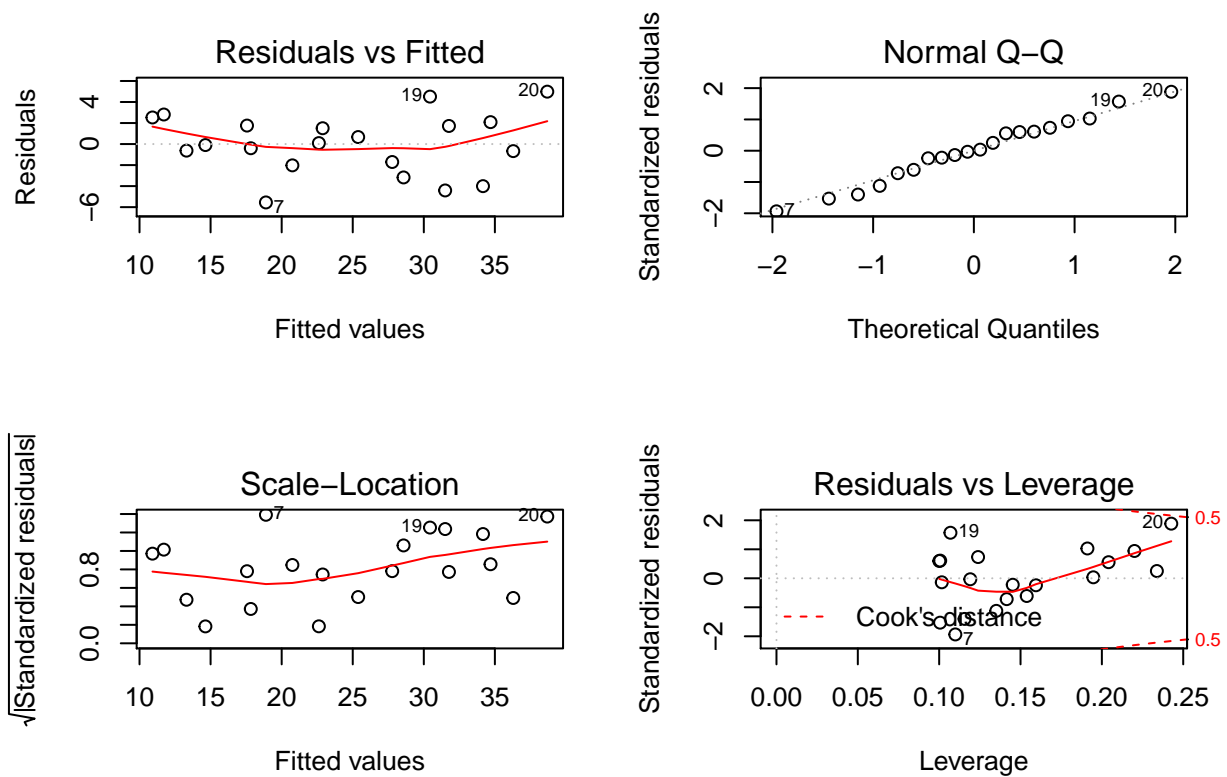 Residuals vs Fitted
Residuals
4
0
−6
19
20
7
10 15 20 25 30 35
Fitted values
Normal Q−Q
Standardized residuals
2
0
−2
19
20
7
−2 −1 0 1 2
Theoretical Quantiles
Scale−Location
√|Standardized residuals|
0.8
0.0
7
19
20
10 15 20 25 30 35
Fitted values
Residuals vs Leverage
Standardized residuals
2
0
−2
19
20
0.5
Cook's distance
7
0.5
0.00 0.05 0.10 0.15 0.20 0.25
Leverage